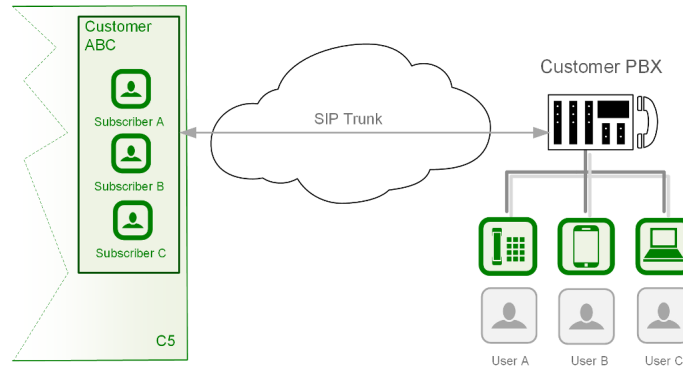 Customer
ABC
Subscriber A
Subscriber B
Subscriber C
C5
SIP Trunk
Customer PBX
User A
User B
User C